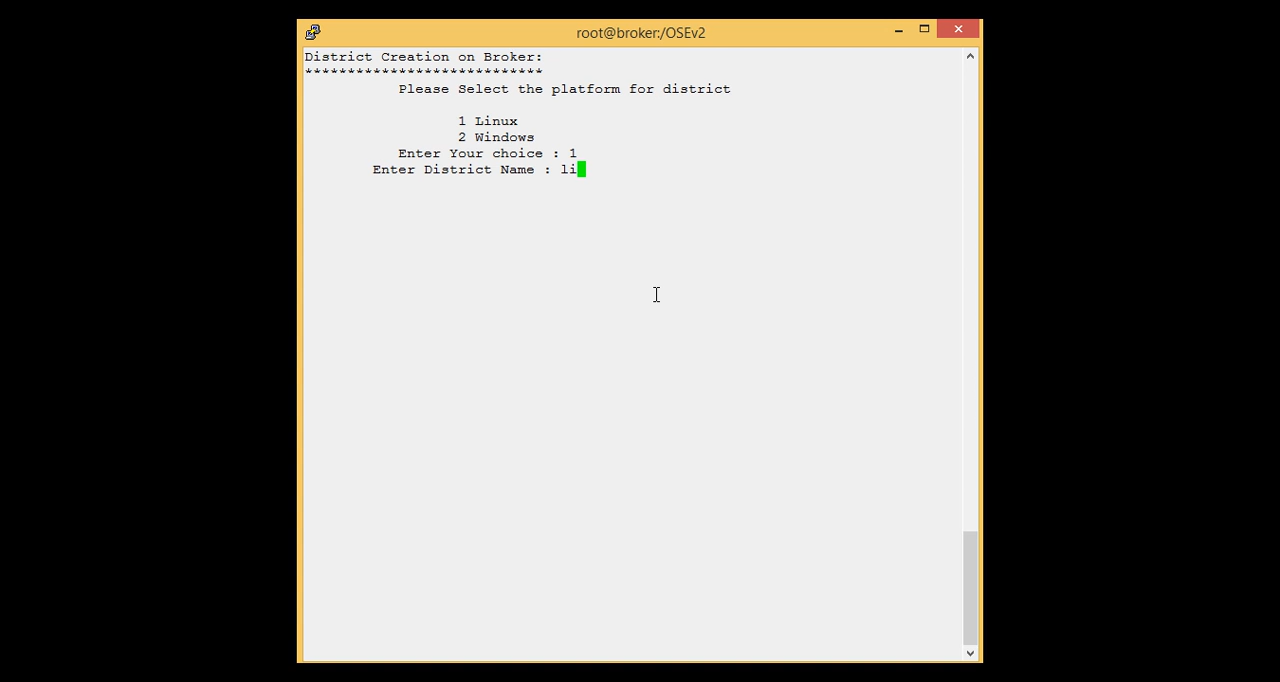 root@broker:/OSEv2
District Creation on Broker:
****************************
Please Select the platform for district
1 Linux
2 Windows
Enter Your choice : 1
Enter District Name : li